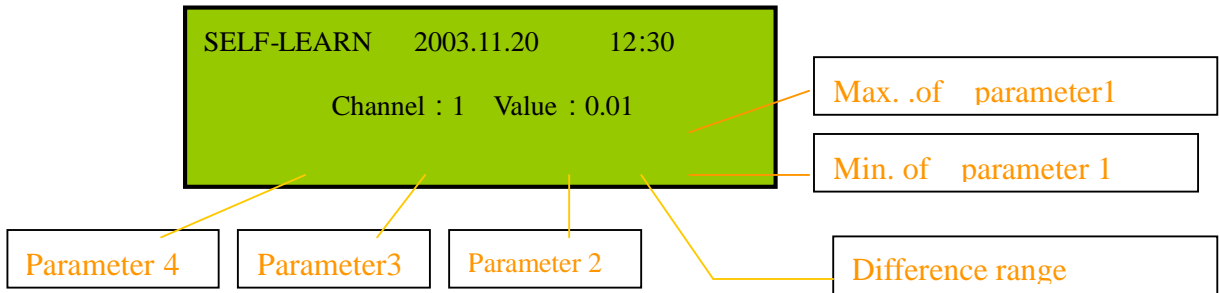 SELF-LEARN 2003.11.20 12:30
Channel：1 Value：0.01
Max. .of parameter1
Min. of parameter 1
Parameter 4
Parameter3
Parameter 2
Difference range